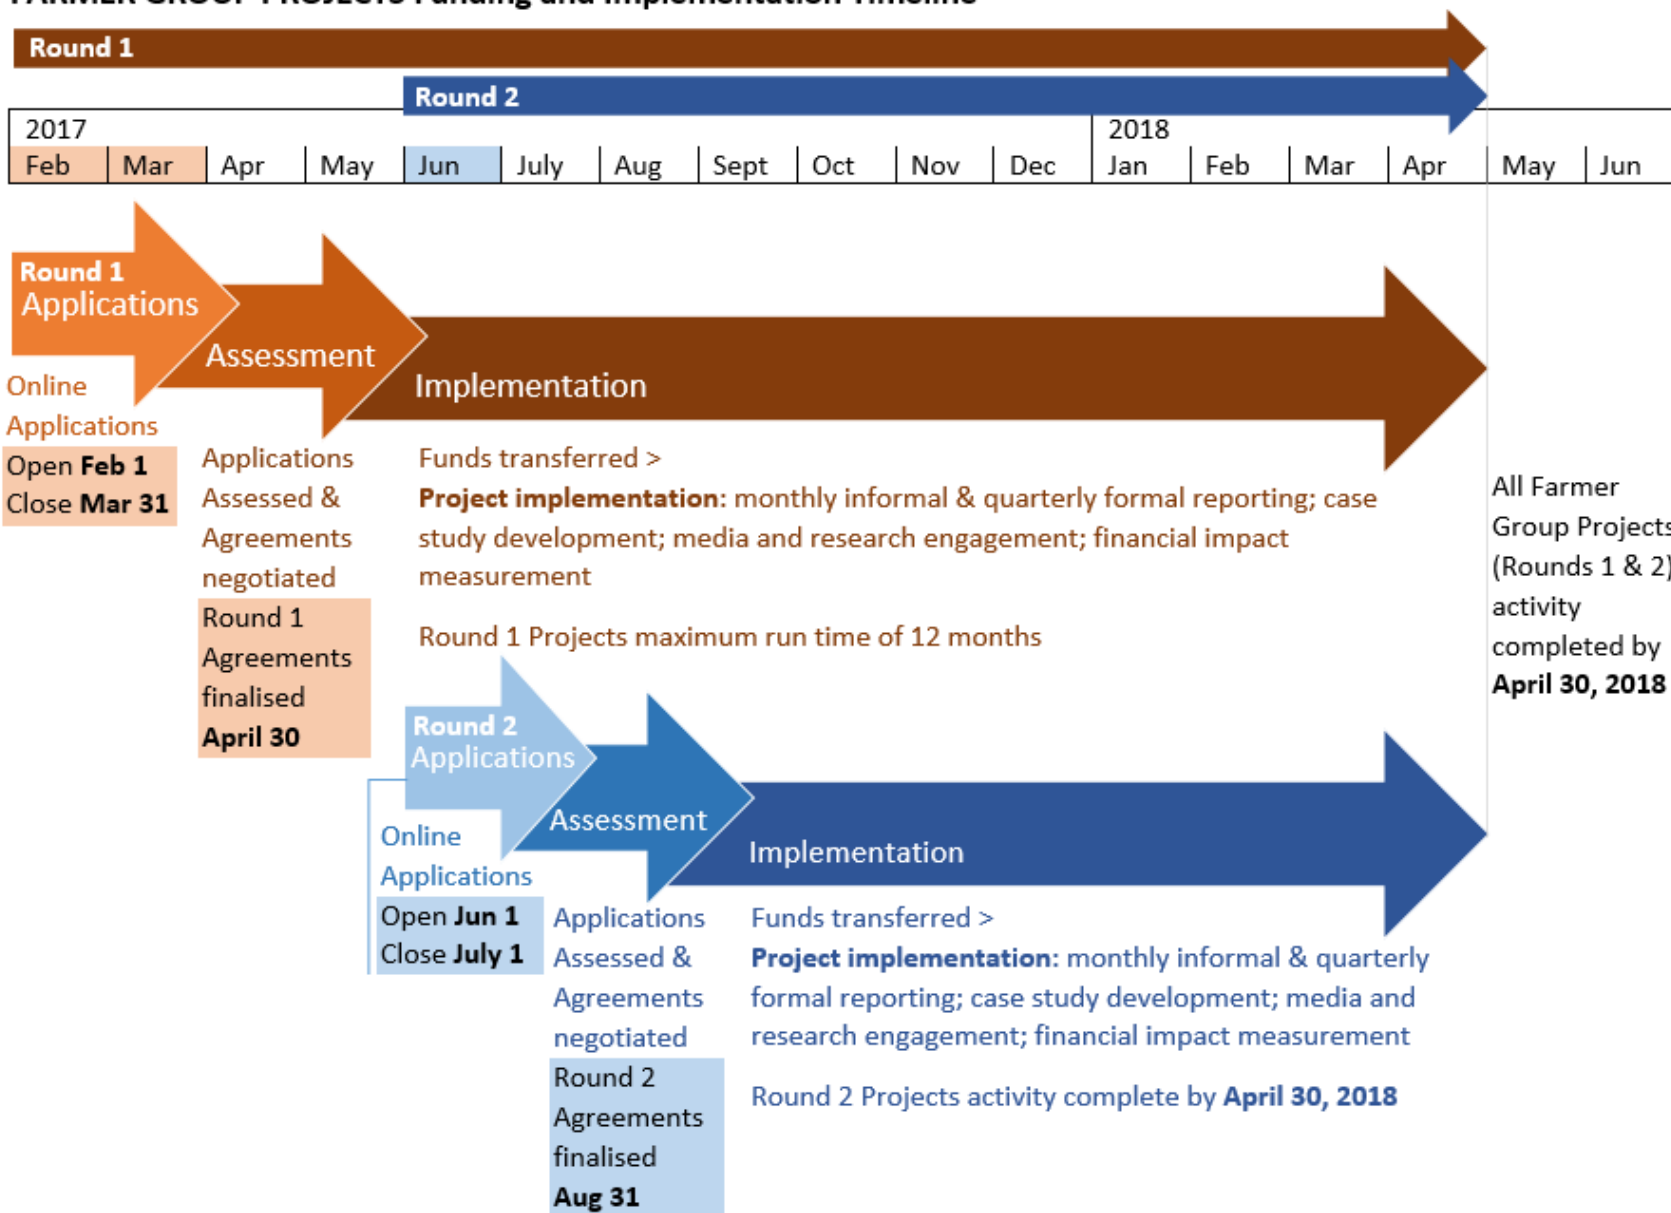 FARMER GROUP PROJECTS Funding and Implementation Timeline
Round 1
Round 2
2017
2018
Feb Mar Apr May Jun July Aug Sept Oct Nov Dec Jan Feb Mar Apr May Jun
Round 1
Applications
Assessment
Implementation
Online
Applications
Open Feb 1
Close Mar 31
Applications
Assessed &
Agreements
negotiated
Round 1
Agreements
finalised
April 30
Funds transferred >
Project implementation: monthly informal & quarterly formal reporting; case
study development; media and research engagement; financial impact
measurement
Round 1 Projects maximum run time of 12 months
All Farmer
Group Projects
(Rounds 1 & 2)
activity
completed by
April 30, 2018
Round 2
Applications
Assessment
Implementation
Online
Applications
Open Jun 1
Close July 1
Applications
Assessed &
Agreements
negotiated
Round 2
Agreements
finalised
Aug 31
Funds transferred >
Project implementation: monthly informal & quarterly
formal reporting; case study development; media and
research engagement; financial impact measurement
Round 2 Projects activity complete by April 30, 2018